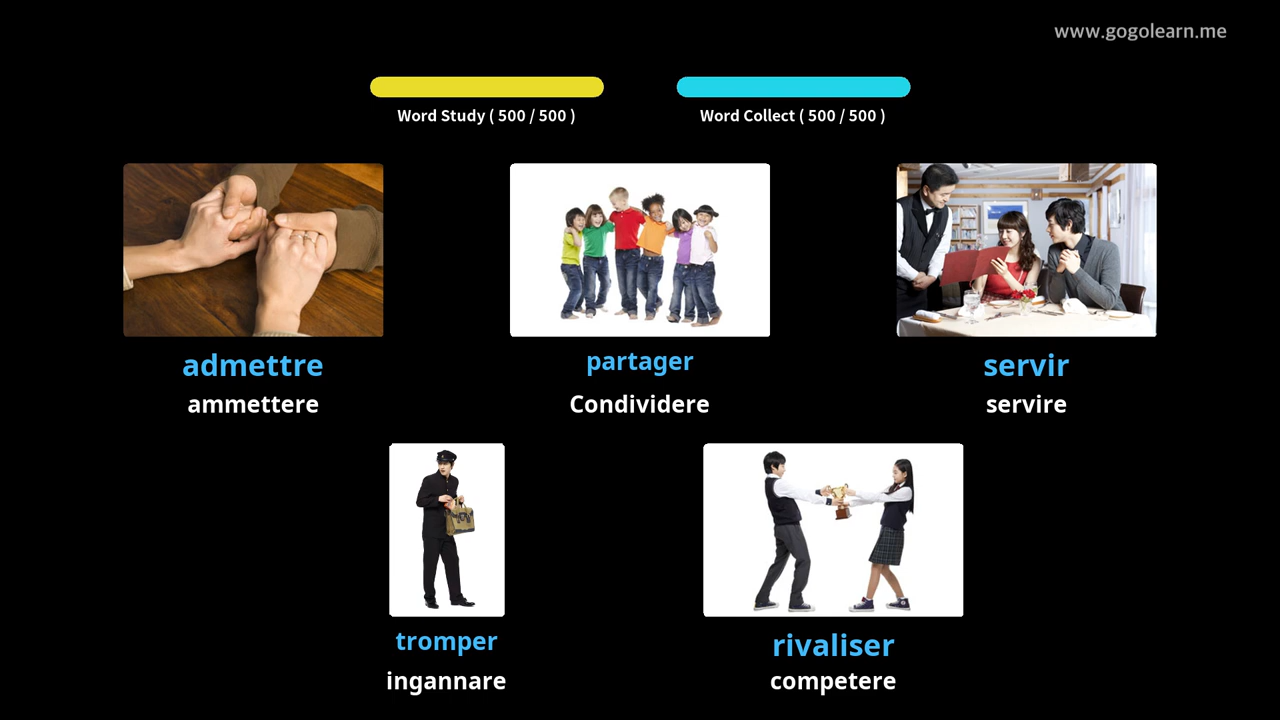 www.gogolearn.me
Word Study ( 500 / 500 )
Word Collect ( 500 / 500 )
admettre
ammettere
partager
Condividere
servir
servire
tromper
ingannare
rivaliser
competere